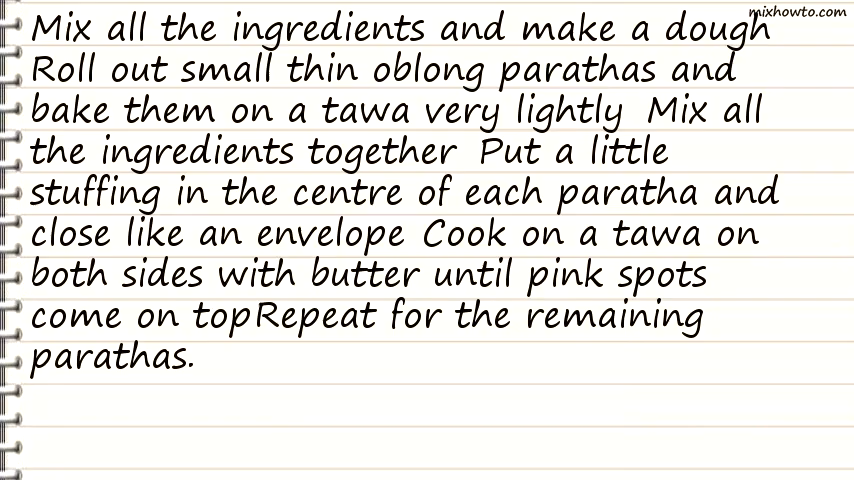 mixhowto.com
Mix all the ingredients and make a dough
Roll out small thin oblong parathas and
bake them on a tawa very lightly  Mix all
the ingredients together  Put a little
stuffing in the centre of each paratha and
close like an envelope Cook on a tawa on
both sides with butter until pink spots
come on topRepeat for the remaining
parathas.